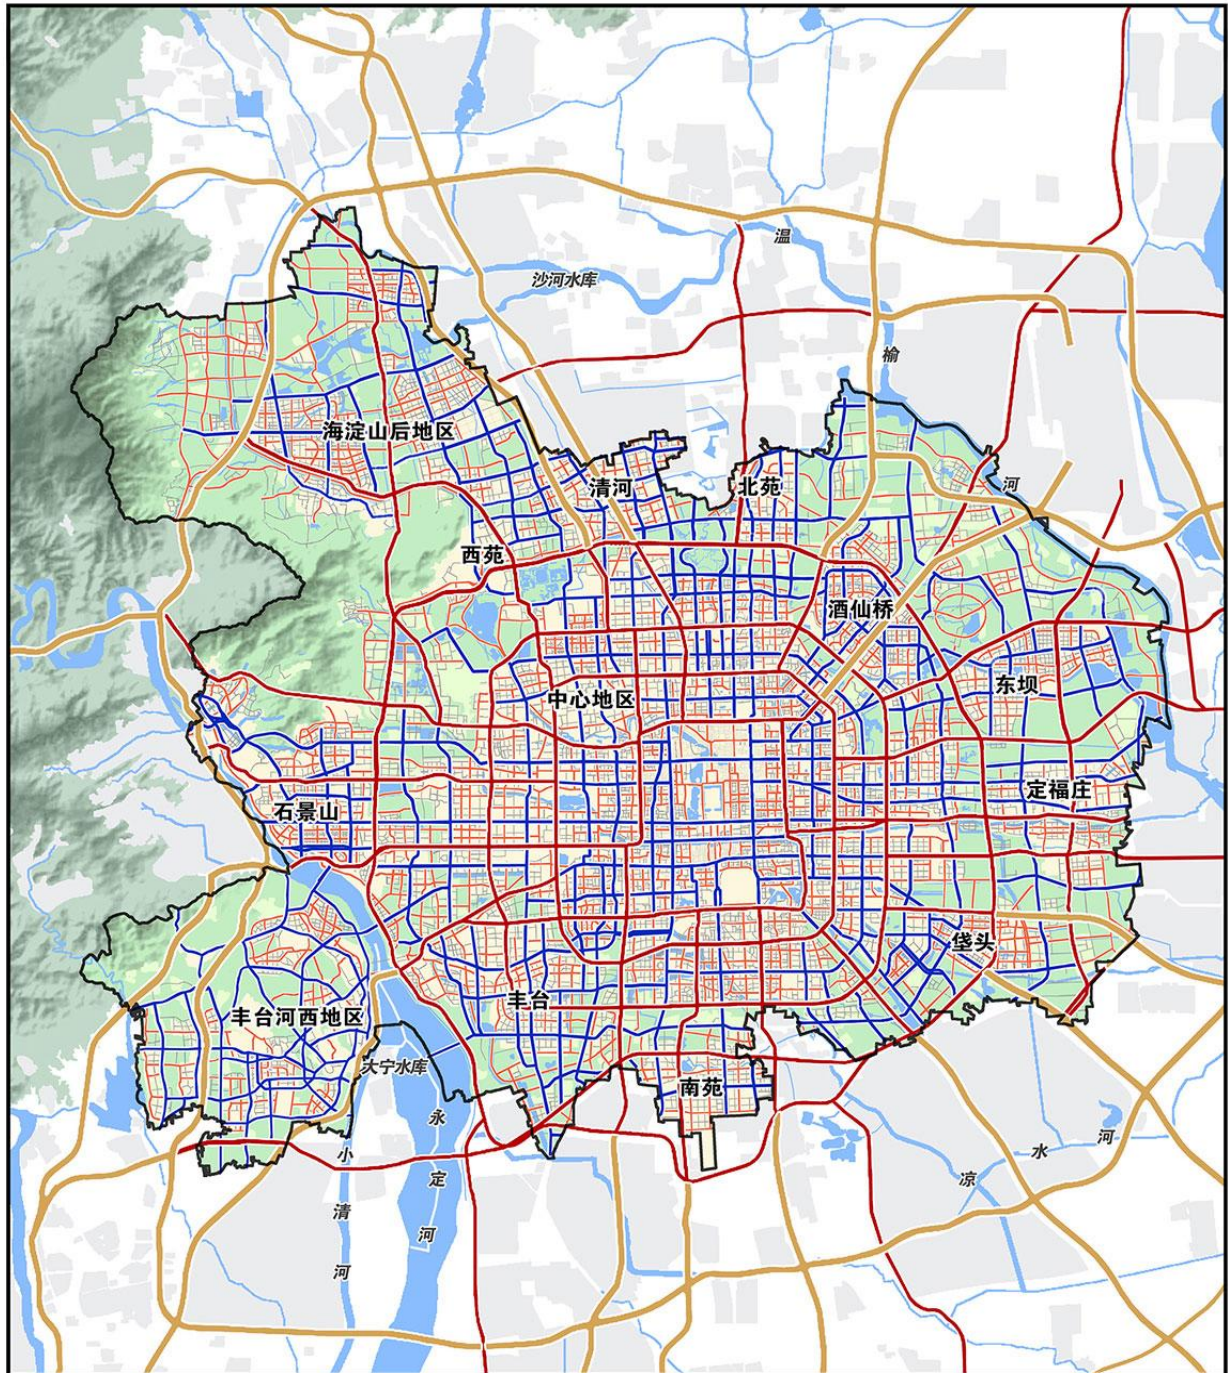 温
沙河水库
榆
海淀山后地区
清河
北苑
河
西苑
酒仙桥
东坝
中心地区
定福庄
石景山
垡头
丰台
丰台河西地区
大宁水库
南苑
永
定
河
小
清
河
凉
水
河